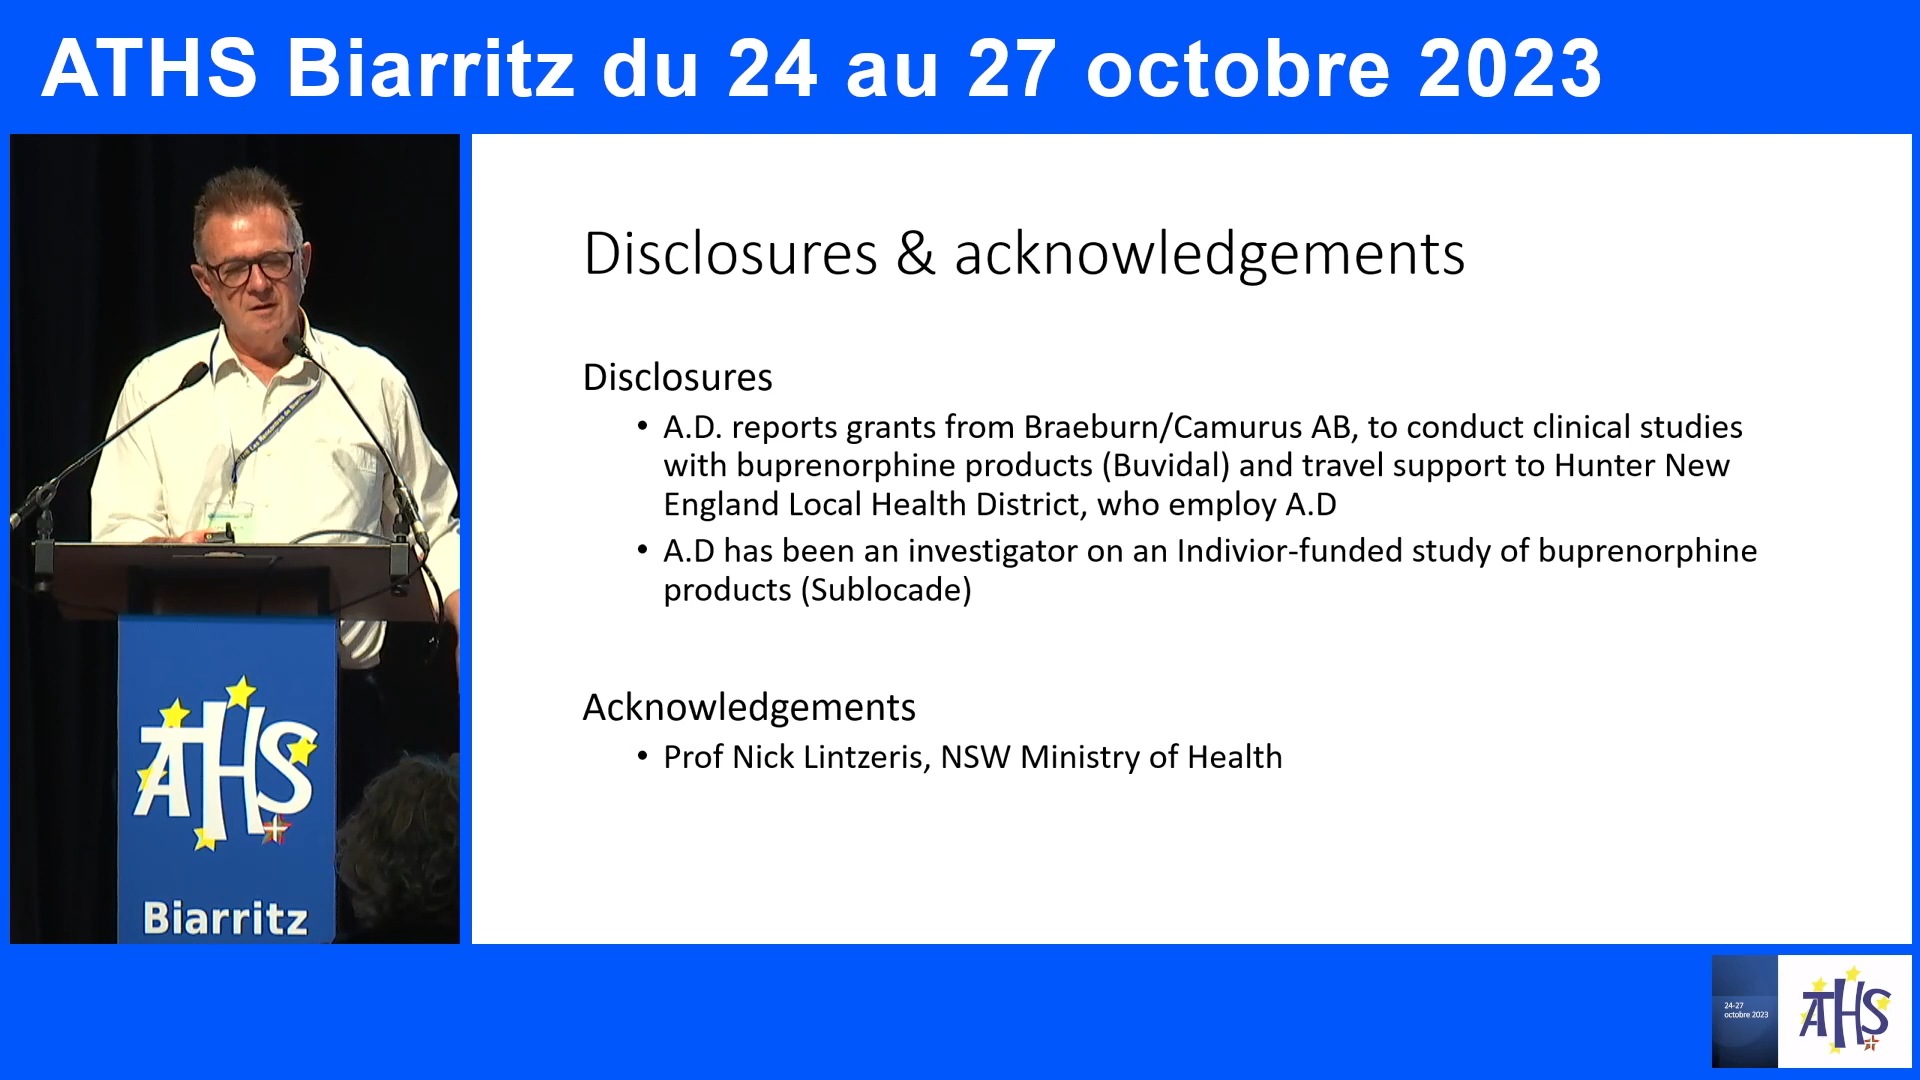 ATHS Biarritz du 24 au 27 octobre 2023
Disclosures & acknowledgements
Disclosures
• A.D. reports grants from Braeburn/Camurus AB, to conduct clinical studies
with buprenorphine products (Buvidal) and travel support to Hunter New
England Local Health District, who employ A.D
• A.D has been an investigator on an Indivior-funded study of buprenorphine
products (Sublocade)
Acknowledgements
• Prof Nick Lintzeris, NSW Ministry of Health
ATHS
Biarritz
24-27
octobre 2023
ATHS